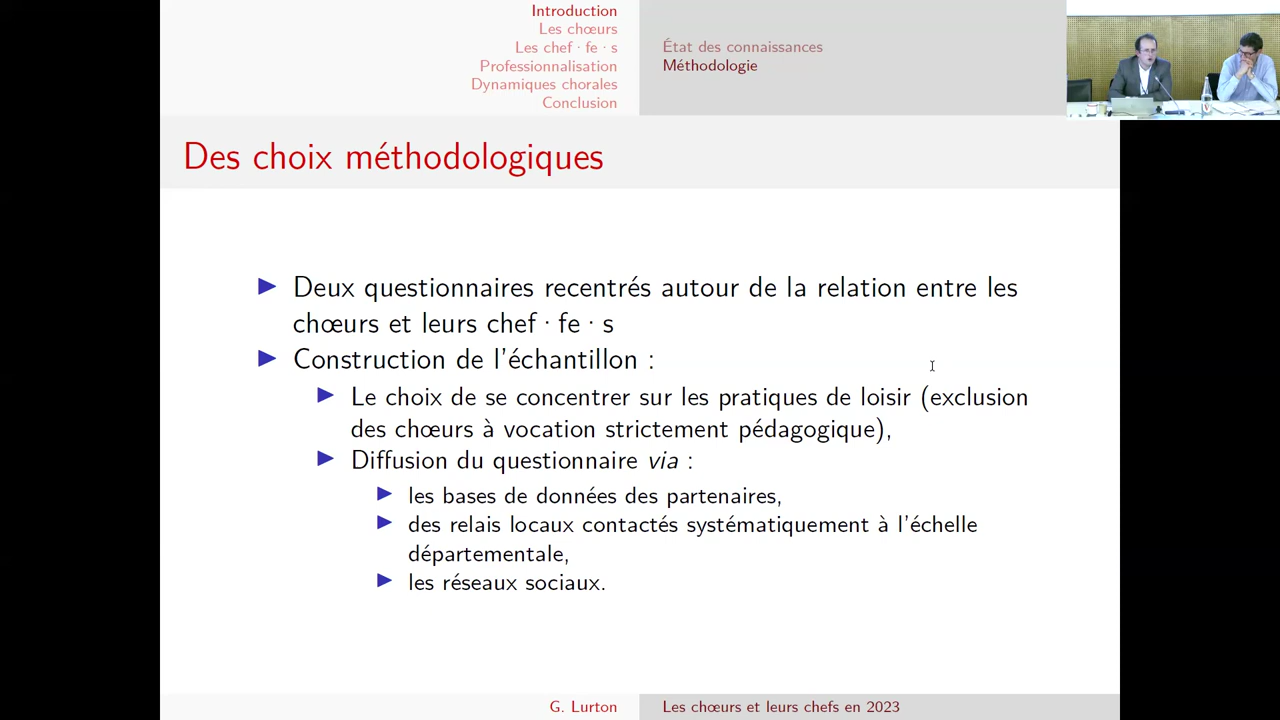 Introduction
Les chœurs
Les chef · fe · s
Professionnalisation
Dynamiques chorales
Conclusion
État des connaissances
Méthodologie
Des choix méthodologiques
Deux questionnaires recentrés autour de la relation entre les
chœurs et leurs chef · fe · s
Construction de l'échantillon :
Le choix de se concentrer sur les pratiques de loisir (exclusion
des chœurs à vocation strictement pédagogique),
Diffusion du questionnaire via :
les bases de données des partenaires,
des relais locaux contactés systématiquement à l'échelle
départementale,
les réseaux sociaux.
G. Lurton
Les chœurs et leurs chefs en 2023